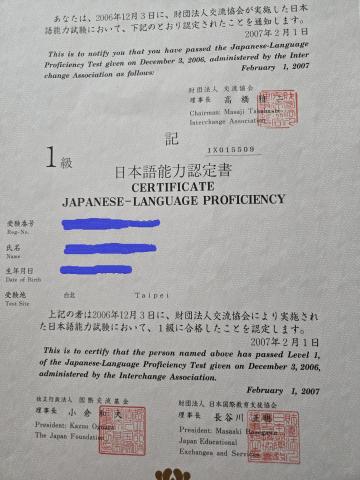 あなたは、2006年12月3日に、財団法人交流協会が実施した日本
語能力試験において、下記のとおり認定されたことを通知します。
2007年2月1日
This is to notify you that you have passed the Japanese-Language
Proficiency Test given on December 3, 2006, administered by the Inter
change Association as follows:
February 1, 2007
財団法人 交流協会
理事長 高橋雅
Chairman: Masaji
Interchange Association
記
1級
JX015509
日本語能力認定書
CERTIFICATE
JAPANESE-LANGUAGE PROFICIENCY
受験番号
Reg-No.
氏名
Name
生年月日
Date of Birth
受験地 台北 Taipei
Test Site
上記の者は2006年12月3日に、財団法人交流協会により実施され
た日本語能力試験において、1級に合格したことを認定します。
2007年2月1日
This is to certify that the person named above has passed Level 1,
of the Japanese-Language Proficiency Test given on December 3, 2006,
administered by the Interchange Association.
February 1, 2007
独立行政法人 国際交流基金
理事長 小倉和夫
President: Kazuo Ogoura
The Japan Foundation
財団法人 日本国際教育支援協会
理事長 長谷川正明
President: Masaaki Hasegawa
Japan Educational
Exchanges and Services